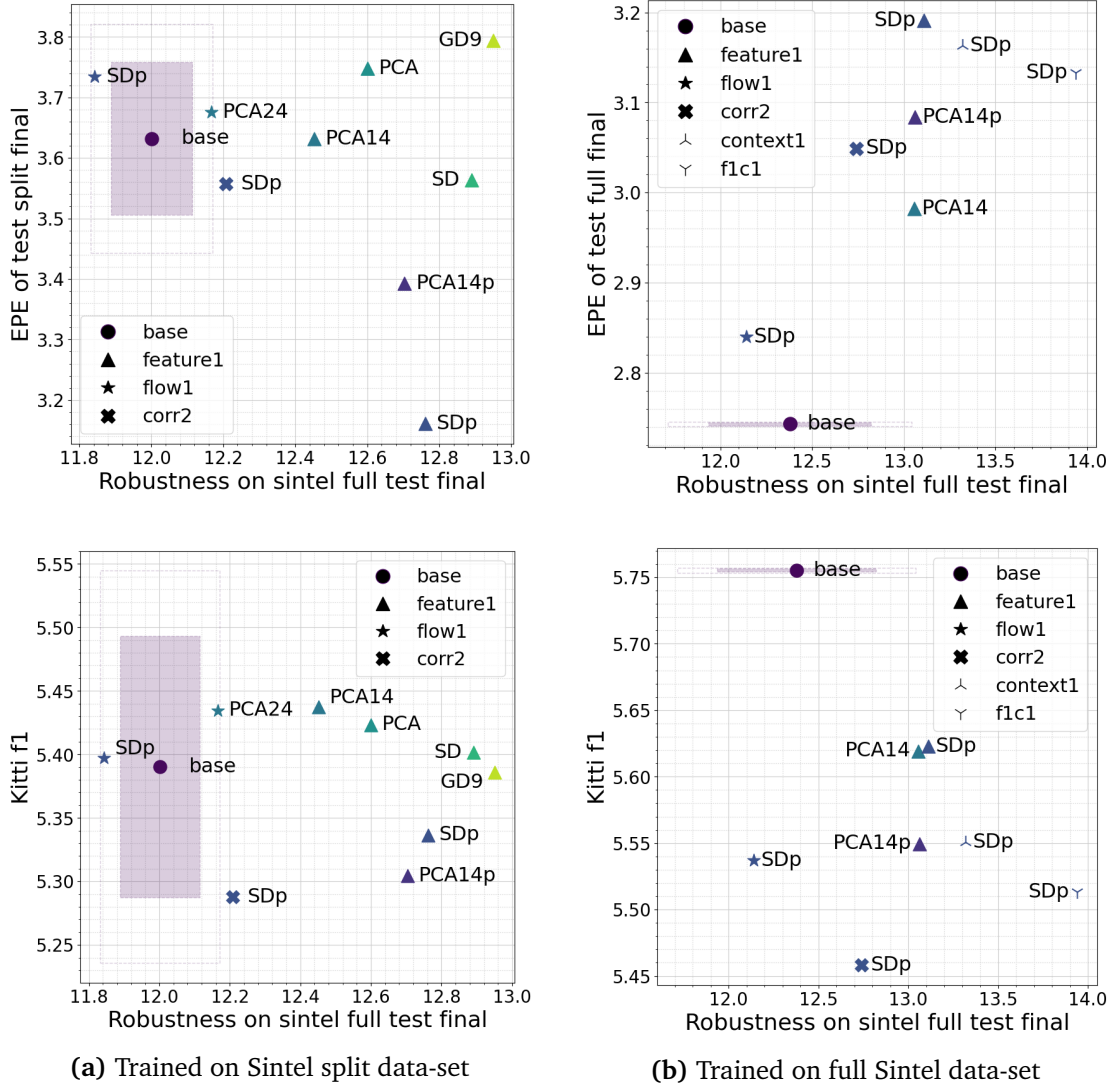 3.8
3.7
3.6
3.5
3.4
3.3
3.2
EPE of test split final
GD9
PCA
SDp
PCA24
base
PCA14
SDp
SD
PCA14p
SDp
base
feature1
flow1
corr2
11.8 12.0 12.2 12.4 12.6 12.8 13.0
Robustness on sintel full test final
3.2
3.1
3.0
2.9
2.8
EPE of test full final
base
feature1
flow1
corr2
context1
f1c1
SDp
SDp
SDp
PCA14p
SDp
PCA14
SDp
base
12.0 12.5 13.0 13.5 14.0
Robustness on sintel full test final
5.55
5.50
5.45
5.40
5.35
5.30
5.25
Kitti f1
base
feature1
flow1
corr2
PCA14
PCA24
PCA
SDp
base
SD
GD9
SDp
PCA14p
SDp
11.8 12.0 12.2 12.4 12.6 12.8 13.0
Robustness on sintel full test final
5.75
5.70
5.65
5.60
5.55
5.50
5.45
Kitti f1
base
base
feature1
flow1
corr2
context1
f1c1
PCA14
SDp
PCA14p
SDp
SDp
SDp
SDp
12.0 12.5 13.0 13.5 14.0
Robustness on sintel full test final
(a) Trained on Sintel split data-set
(b) Trained on full Sintel data-set